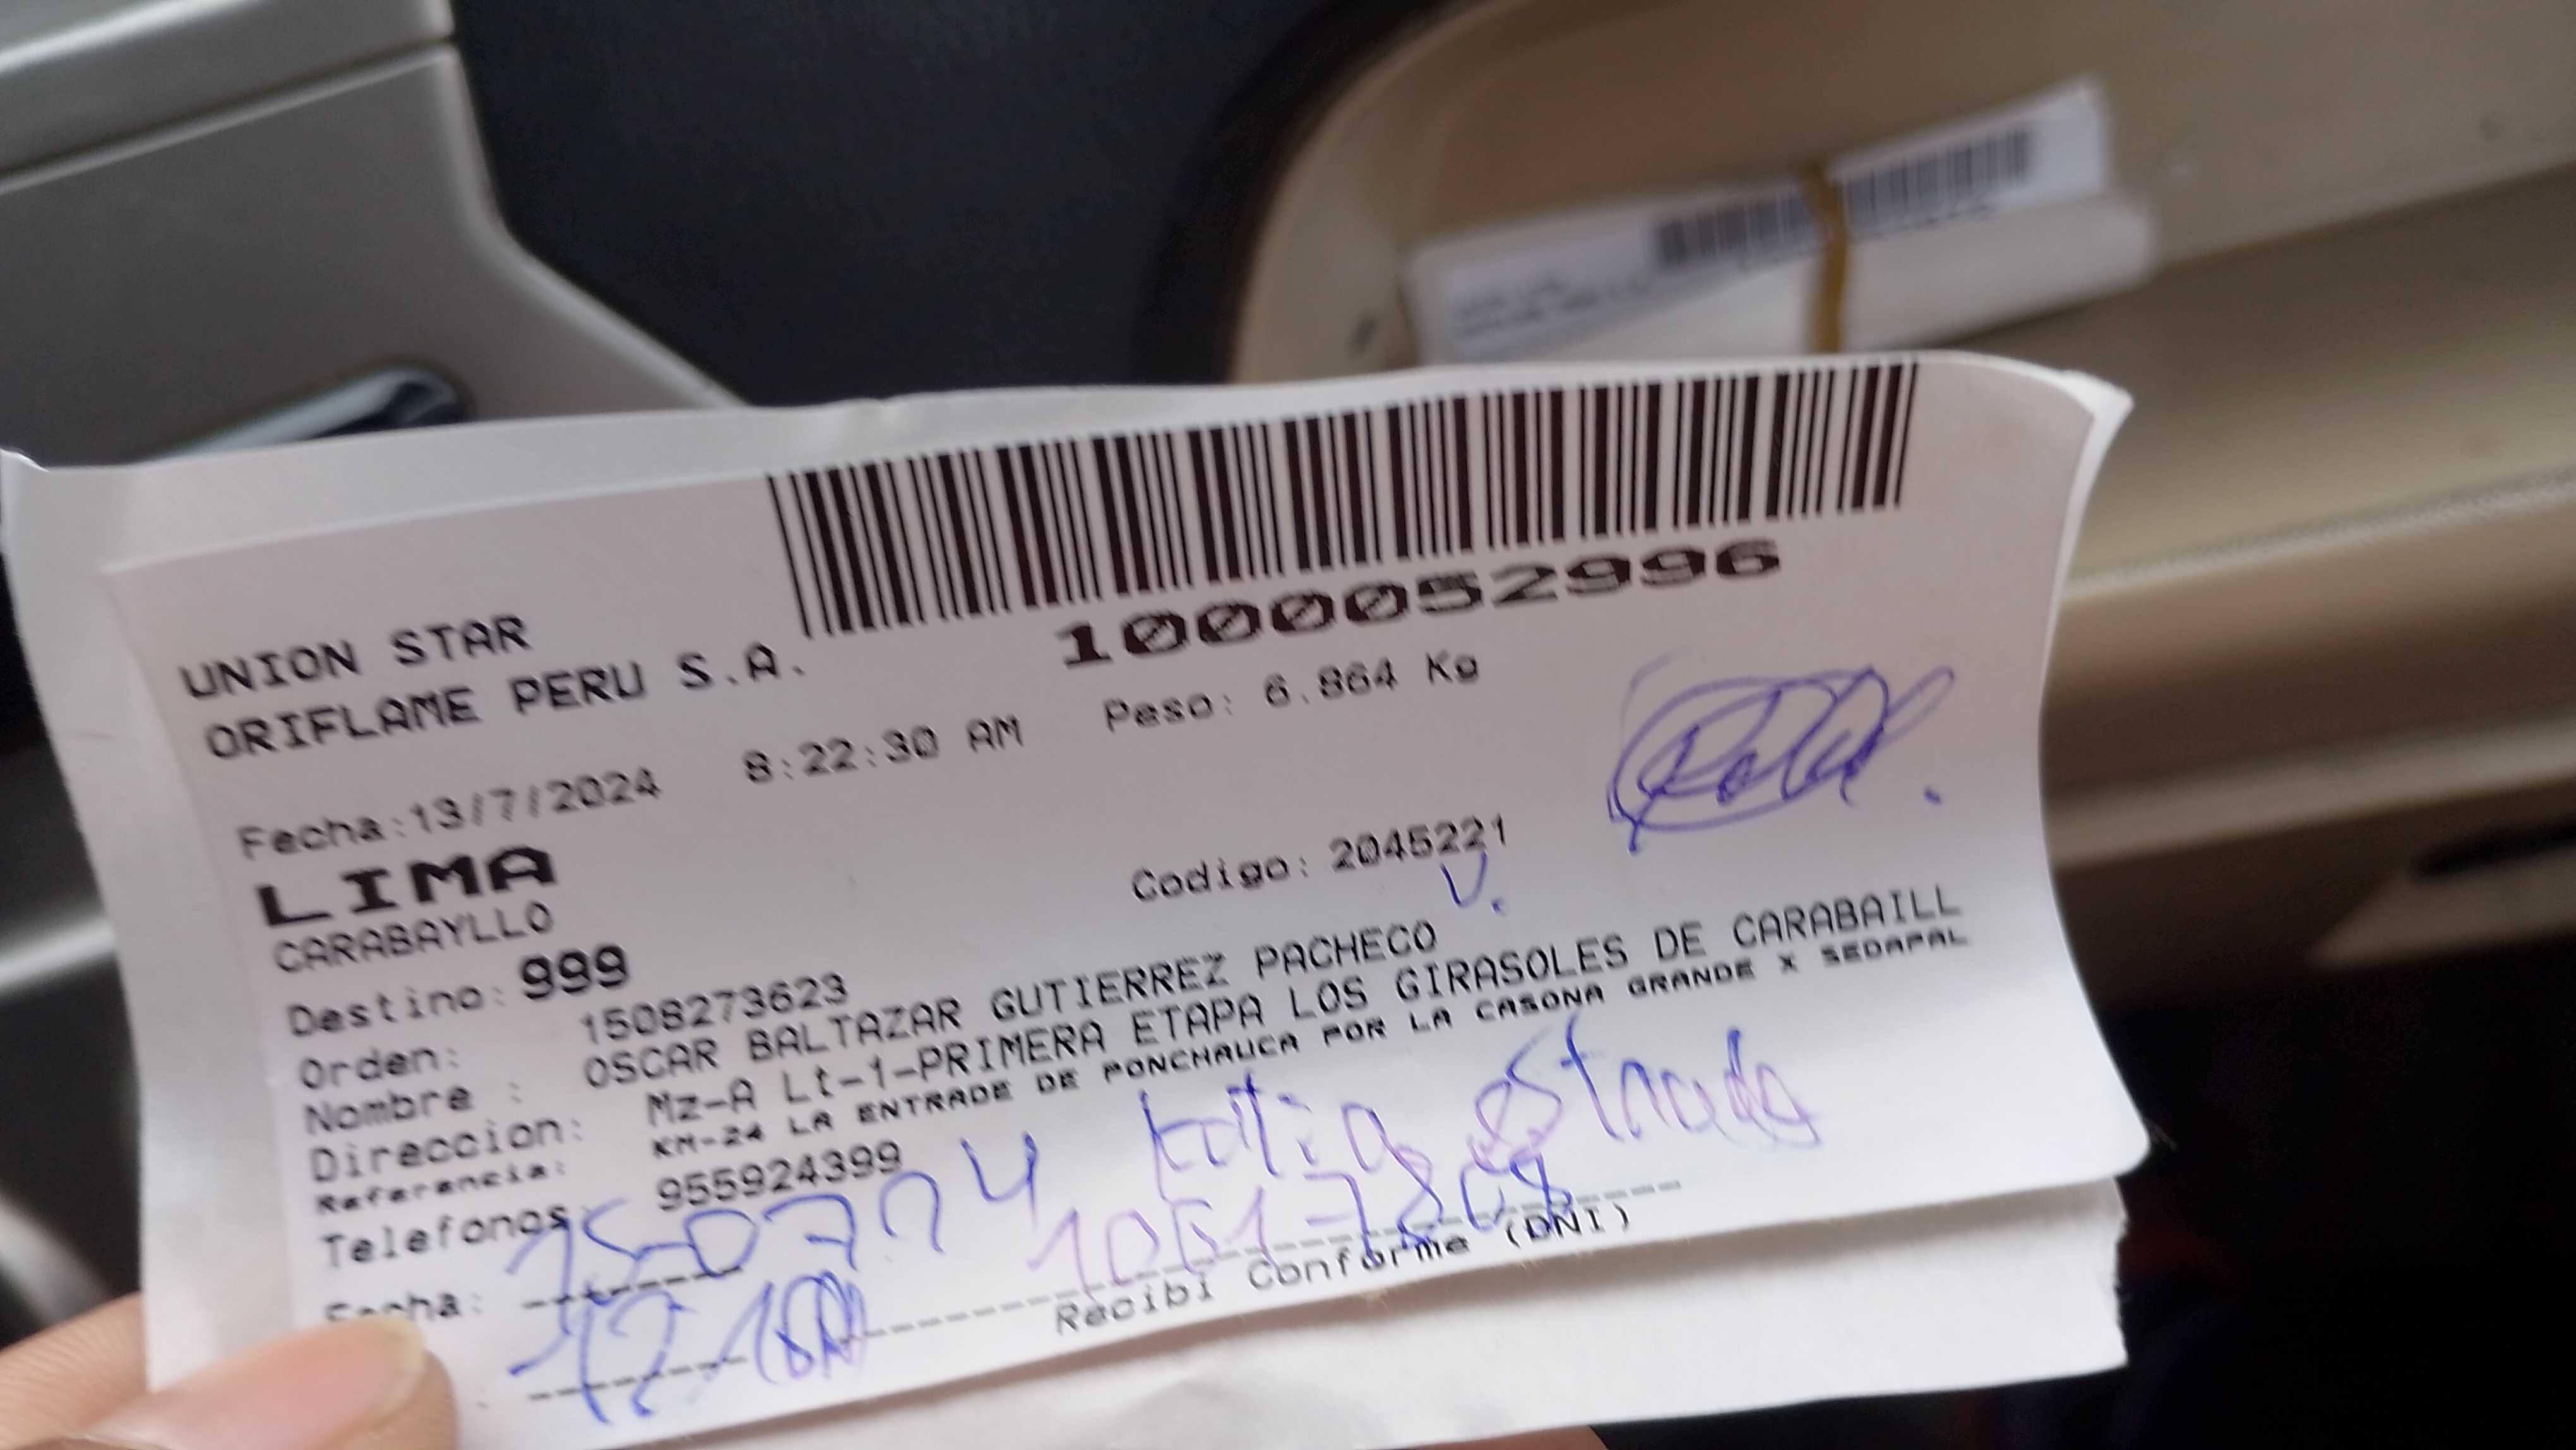 1000052996
UNION STAR
ORIFLAME PERU S.A.
Fecha:13/7/2024 8:22:30 AM Peso: 6.864 Kg
LIMA
CARABAYLLO Codigo: 2045221
V.
Destino: 999
Orden: 1508273623
Nombre : OSCAR BALTAZAR GUTIERREZ PACHECO
Direccion: Mz-A Lt-1-PRIMERA ETAPA LOS GIRASOLES DE CARABAILL
Referencia: KM-24 LA ENTRADE DE PONCHAUCA POR LA CASONA GRANDE X SEDAPAL
Telefonos: 955924399
Katia estrada
Fecha: 15-07 24
Recibi Conforme (DNI)